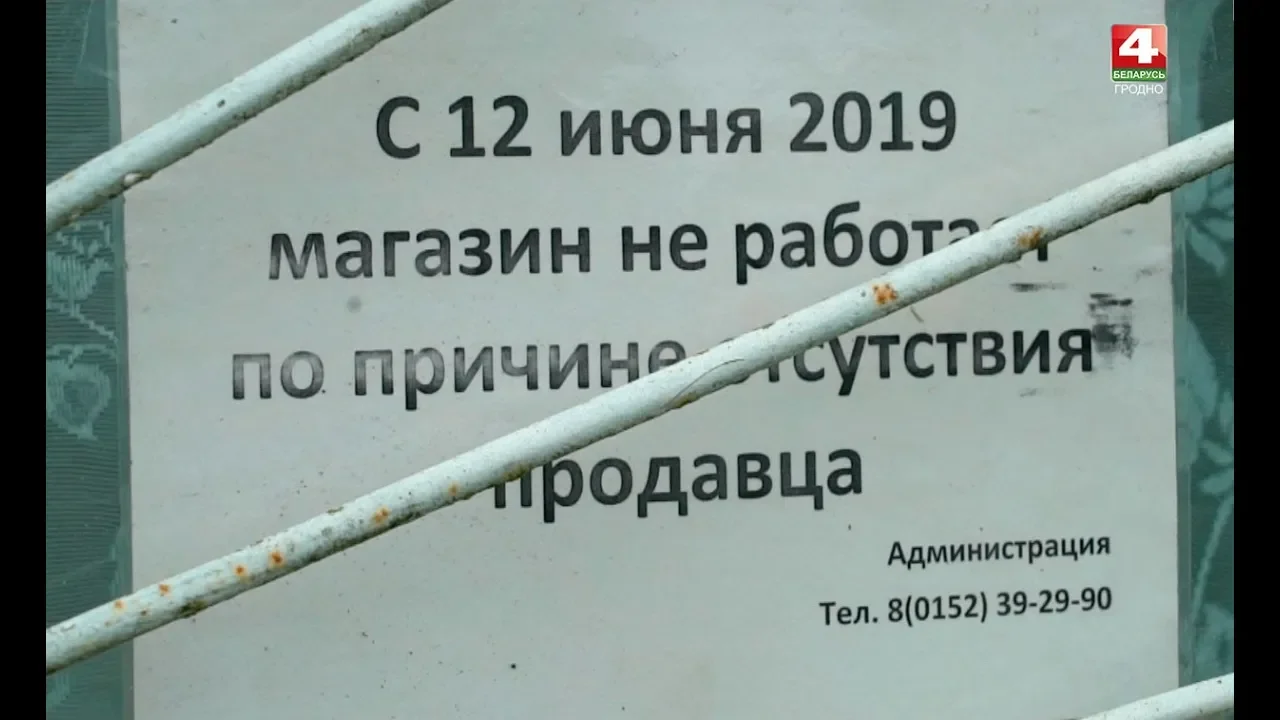 4
БЕЛАРУСЬ
ГРОДНО
С 12 июня 2019
магазин не работает
по причине отсутствия
продавца
Администрация
Тел. 8(0152) 39-29-90